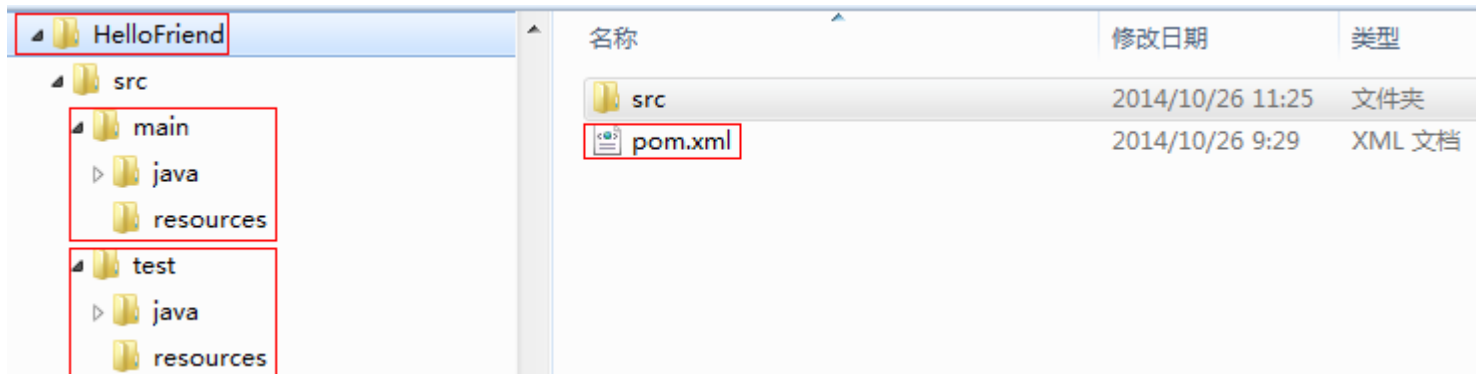 HelloFriend
src
main
java
resources
test
java
resources
名称 修改日期 类型
src 2014/10/26 11:25 文件夹
pom.xml 2014/10/26 9:29 XML 文档